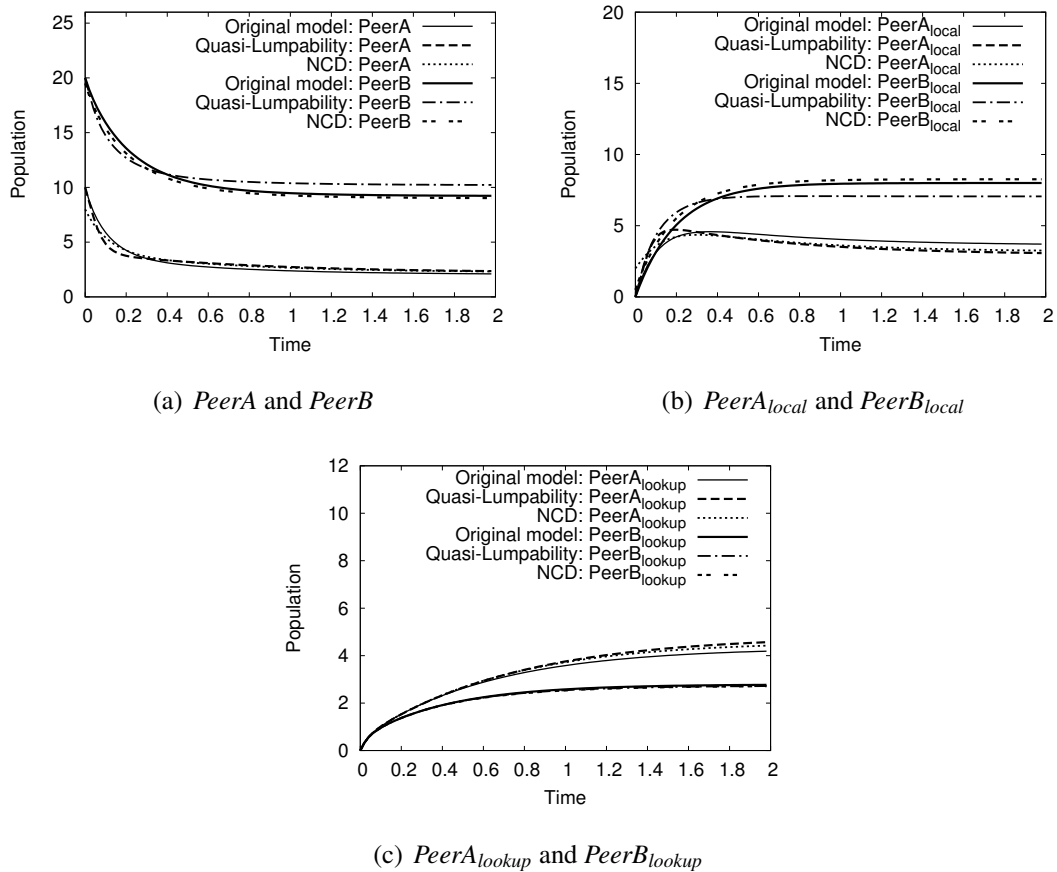 25
20
15
10
5
0
Population
Original model: PeerA
Quasi-Lumpability: PeerA
NCD: PeerA
Original model: PeerB
Quasi-Lumpability: PeerB
NCD: PeerB
0 0.2 0.4 0.6 0.8 1 1.2 1.4 1.6 1.8 2
Time
(a) PeerA and PeerB
20
15
10
5
0
Population
Original model: PeerAlocal
Quasi-Lumpability: PeerAlocal
NCD: PeerAlocal
Original model: PeerBlocal
Quasi-Lumpability: PeerBlocal
NCD: PeerBlocal
0 0.2 0.4 0.6 0.8 1 1.2 1.4 1.6 1.8 2
Time
(b) PeerAlocal and PeerBlocal
12
10
8
6
4
2
0
Population
Original model: PeerAlookup
Quasi-Lumpability: PeerAlookup
NCD: PeerAlookup
Original model: PeerBlookup
Quasi-Lumpability: PeerBlookup
NCD: PeerBlookup
0 0.2 0.4 0.6 0.8 1 1.2 1.4 1.6 1.8 2
Time
(c) PeerAlookup and PeerBlookup